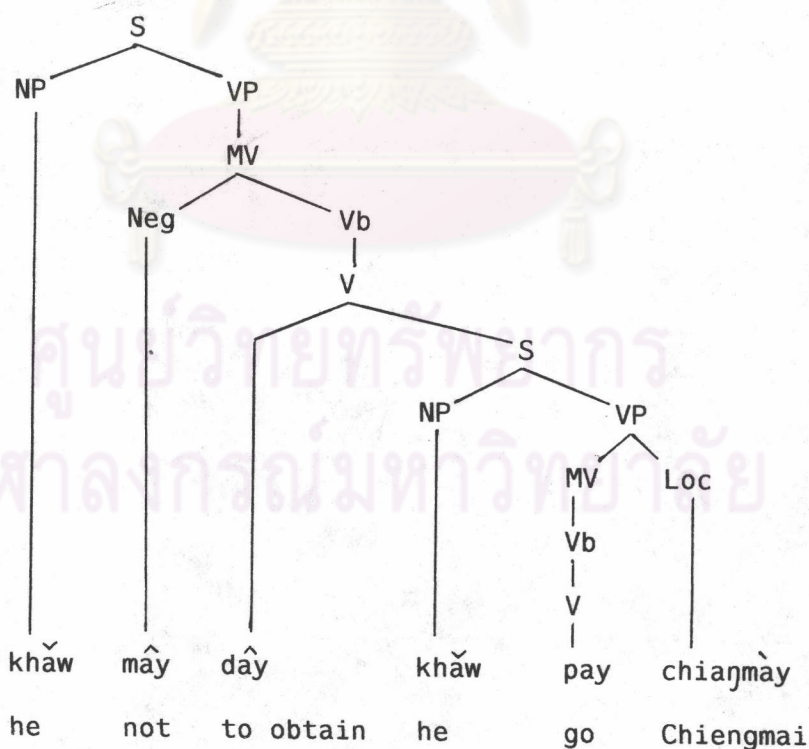 S
NP VP
MV
Neg Vb
V
S
NP VP
ศูนย์วิทยทรัพยากร
MV Loc
จุฬาลงกรณ์มหาวิทยาลัย
Vb
V
khǎw mây dây khǎw pay chiaŋmày
he not to obtain he go Chiengmai